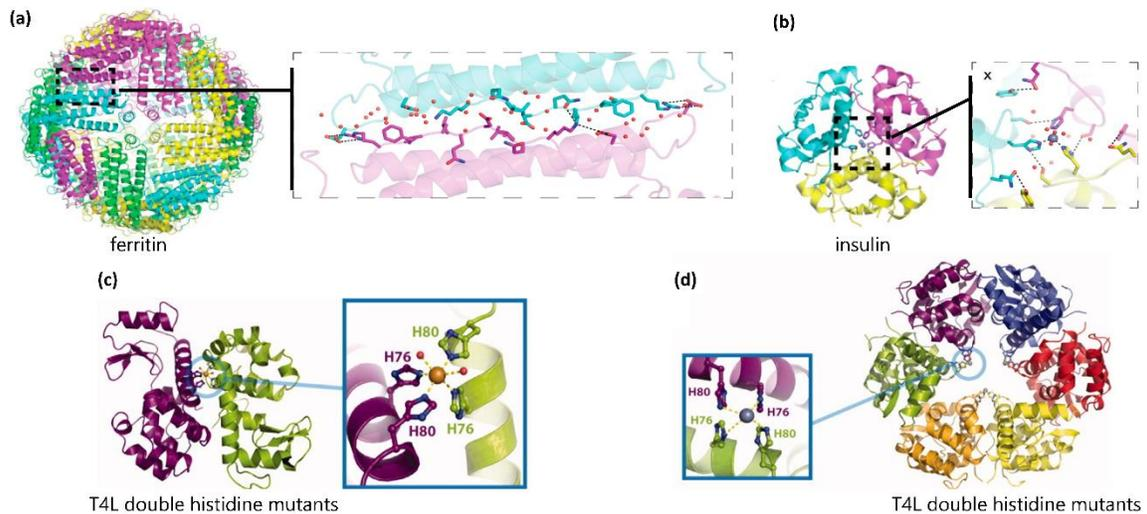 (a)
(b)
x
ferritin
insulin
(c)
(d)
H80
H76
H80
H76
H80
H76
H76
H80
T4L double histidine mutants
T4L double histidine mutants